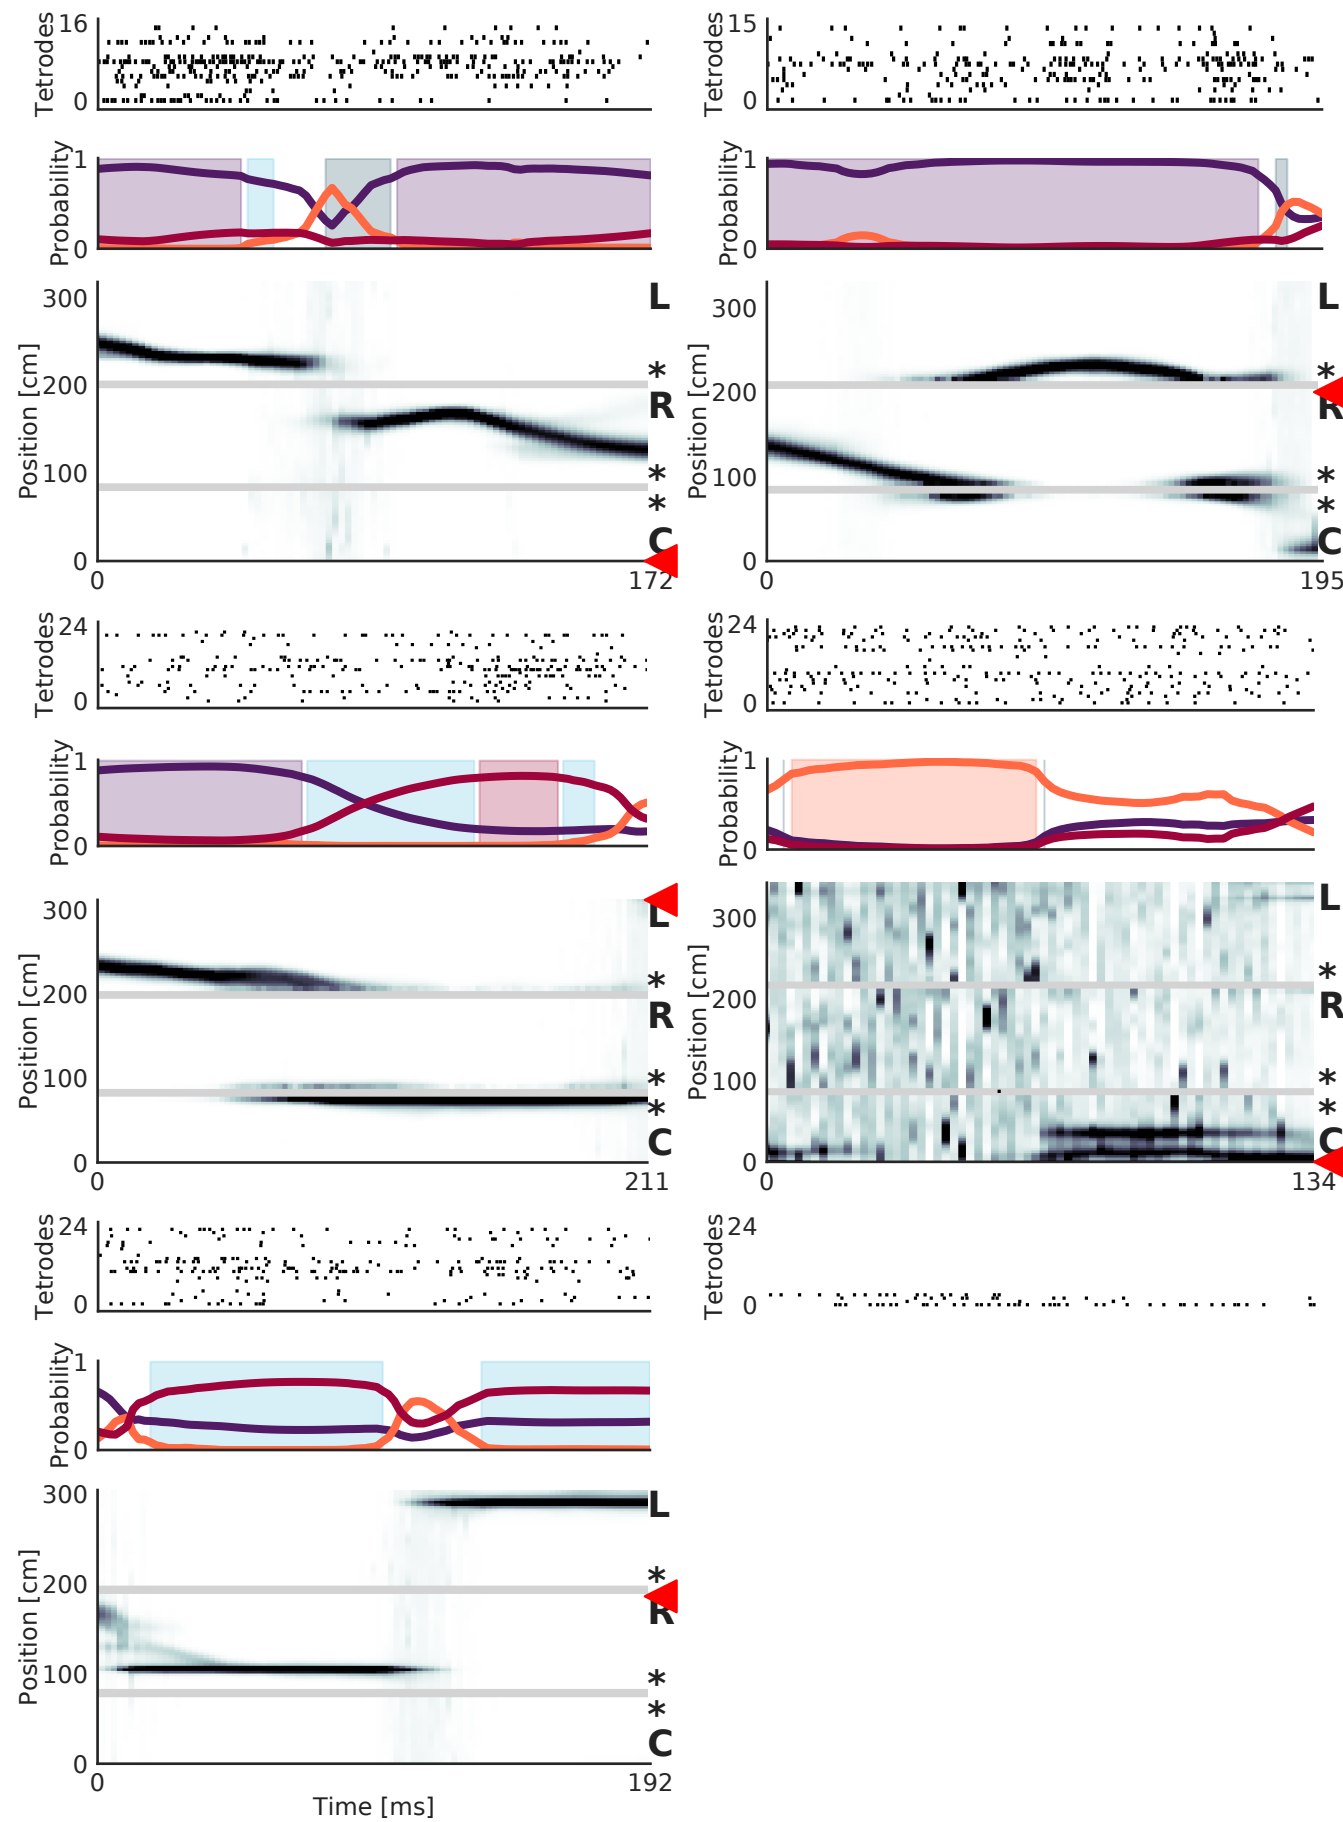 Tetrodes
16
0
Probability
1
0
Position [cm]
300
200
100
0
L
*
R
*
*
C
0
172
Tetrodes
15
0
Probability
1
0
Position [cm]
300
200
100
0
L
*
R
*
*
C
0
195
Tetrodes
24
0
Probability
1
0
Position [cm]
300
200
100
0
L
*
R
*
*
C
0
211
Tetrodes
24
0
Probability
1
0
Position [cm]
300
200
100
0
L
*
R
*
*
C
0
134
Tetrodes
24
0
Probability
1
0
Position [cm]
300
200
100
0
L
*
R
*
*
C
0
192
Time [ms]
Tetrodes
24
0